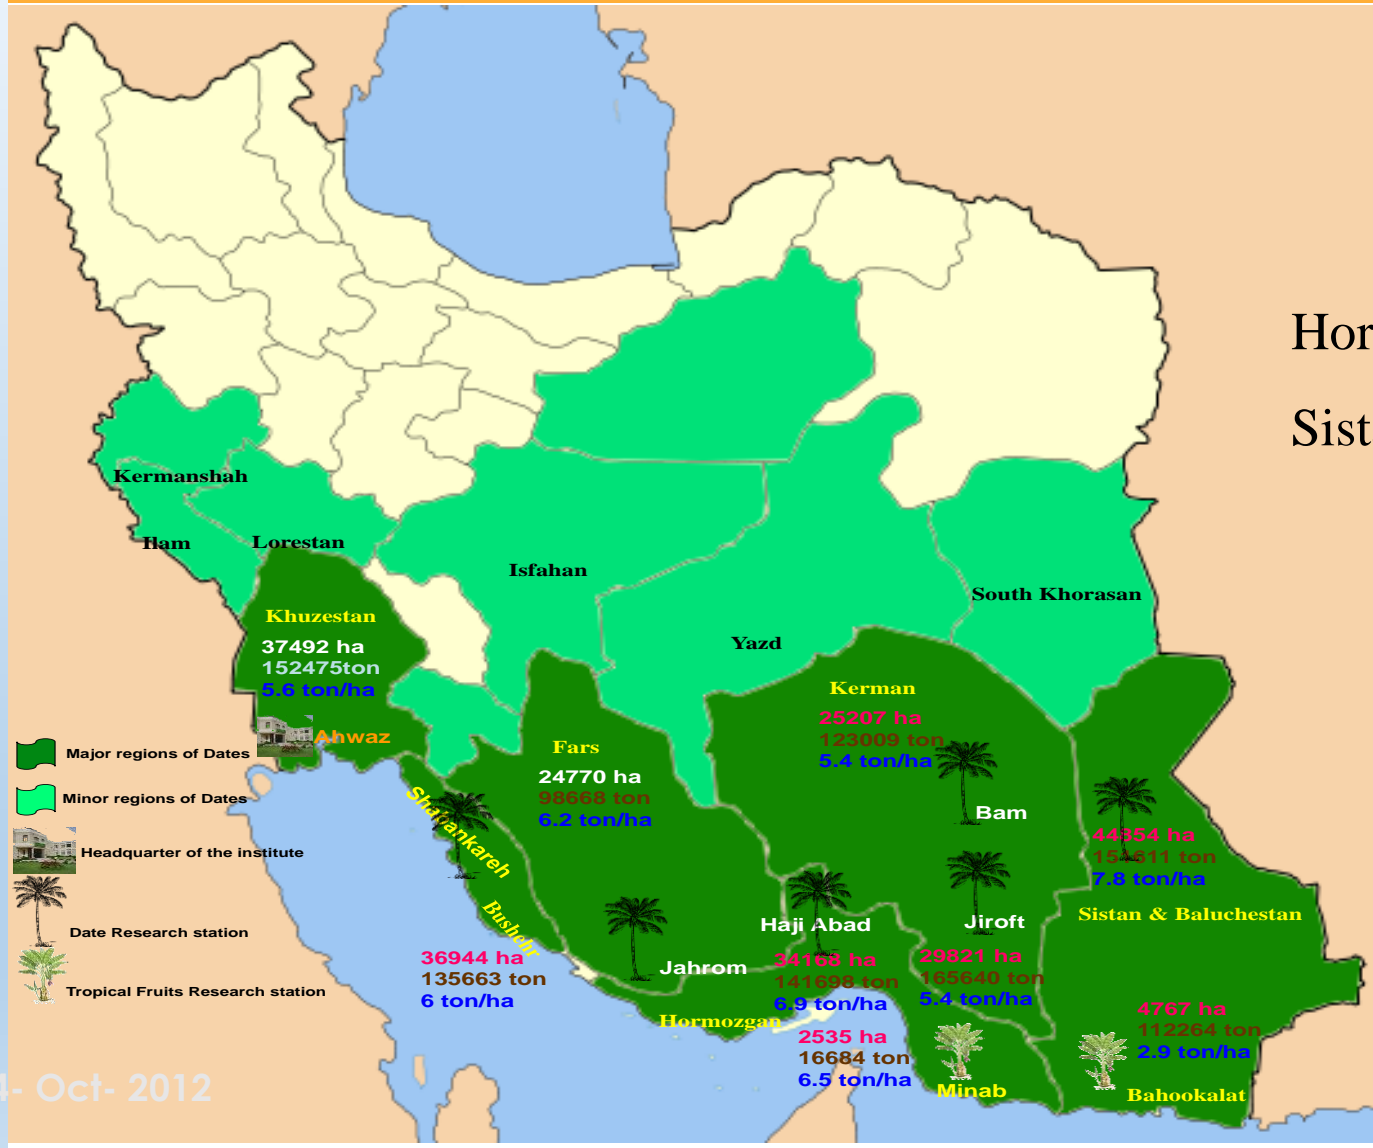 Hor
Sist
Kermanshah
Ilam
Lorestan
Isfahan
South Khorasan
Yazd
Khuzestan
37492 ha
152475ton
5.6 ton/ha
Ahwaz
Kerman
25207 ha
123009 ton
5.4 ton/ha
Fars
24770 ha
98668 ton
6.2 ton/ha
Bam
Shabankareh
Bushehr
36944 ha
135663 ton
6 ton/ha
Jahrom
Haji Abad
34168 ha
141698 ton
6.9 ton/ha
Jiroft
29821 ha
165640 ton
5.4 ton/ha
44854 ha
ton
7.8 ton/ha
Sistan & Baluchestan
Hormozgan
2535 ha
16684 ton
6.5 ton/ha
Minab
4767 ha
112264 ton
2.9 ton/ha
Bahookalat
Major regions of Dates
Minor regions of Dates
Headquarter of the institute
Date Research station
Tropical Fruits Research station
- Oct- 2012